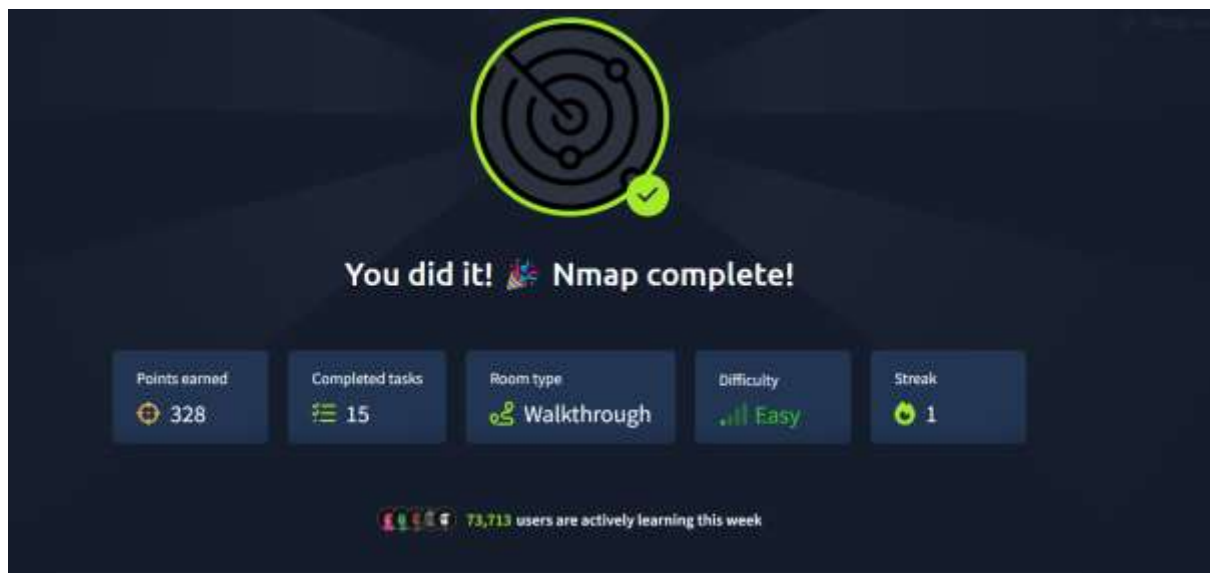 You did it! 🎉 Nmap complete!
Points earned
328
Completed tasks
15
Room type
Walkthrough
Difficulty
Easy
Streak
1
73,713 users are actively learning this week